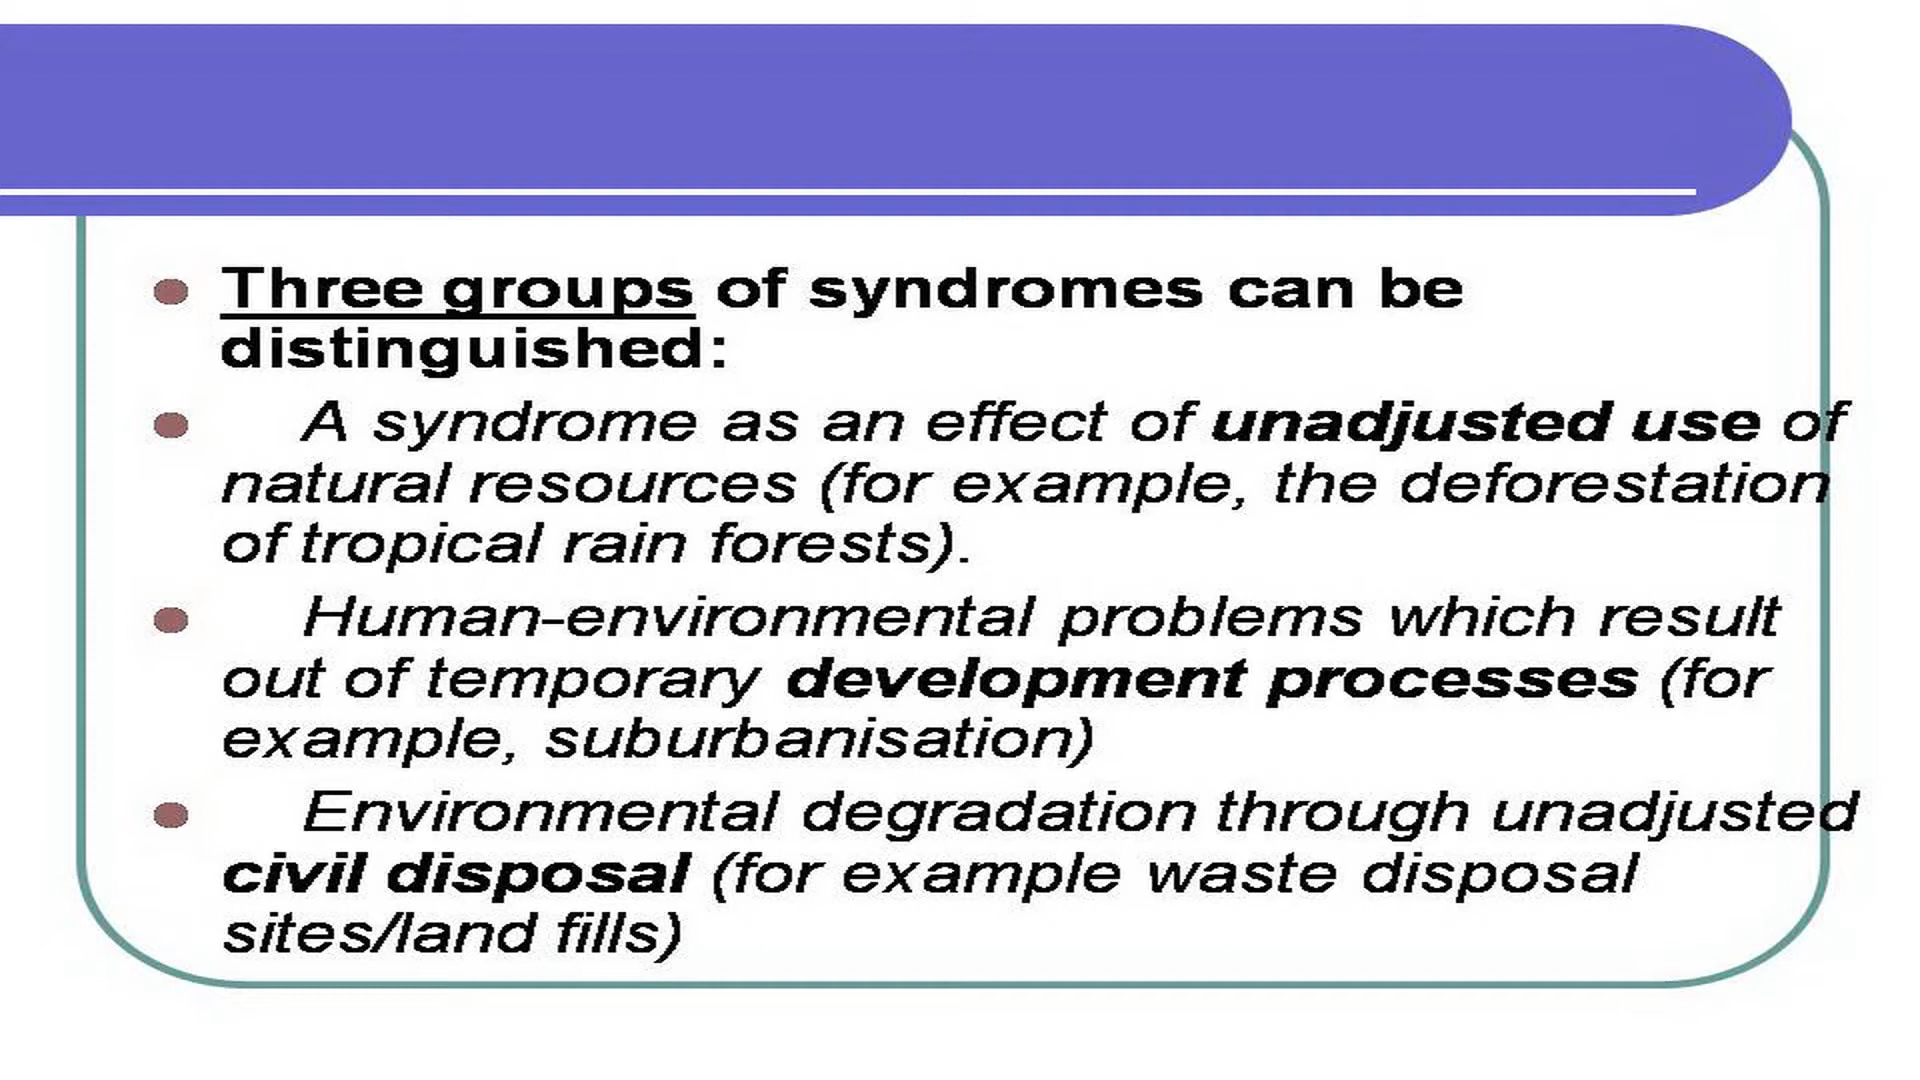 Three groups of syndromes can be
distinguished:
A syndrome as an effect of unadjusted use of
natural resources (for example, the deforestation
of tropical rain forests).
Human-environmental problems which result
out of temporary development processes (for
example, suburbanisation)
Environmental degradation through unadjusted
civil disposal (for example waste disposal
sites/land fills)